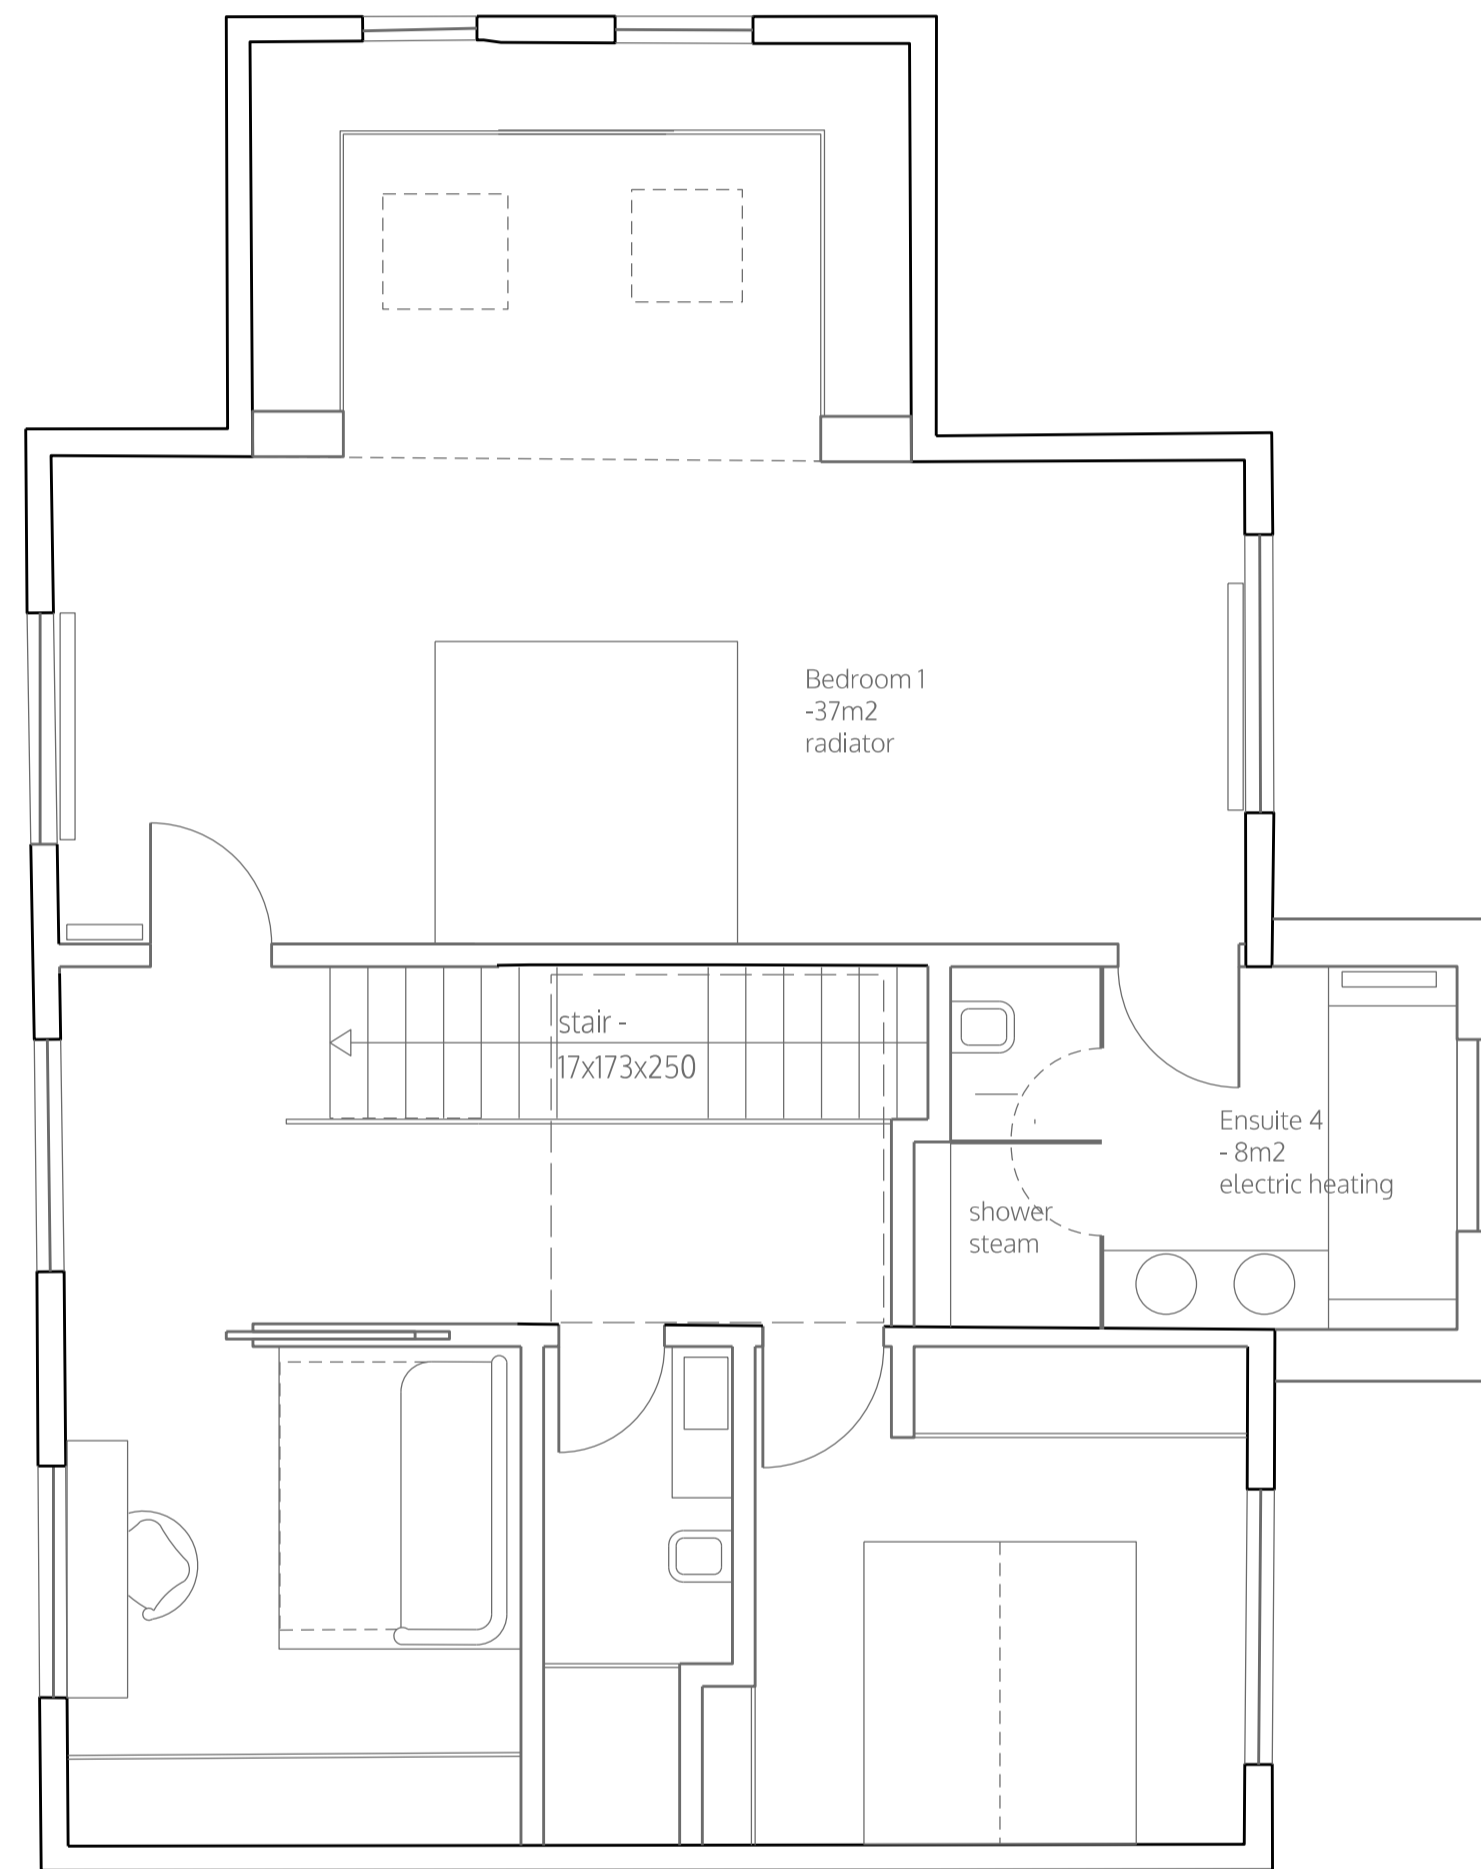 Bedroom 1
-37m2
radiator
stair -
17x173x250
Ensuite 4
- 8m2
electric heating
shower
steam